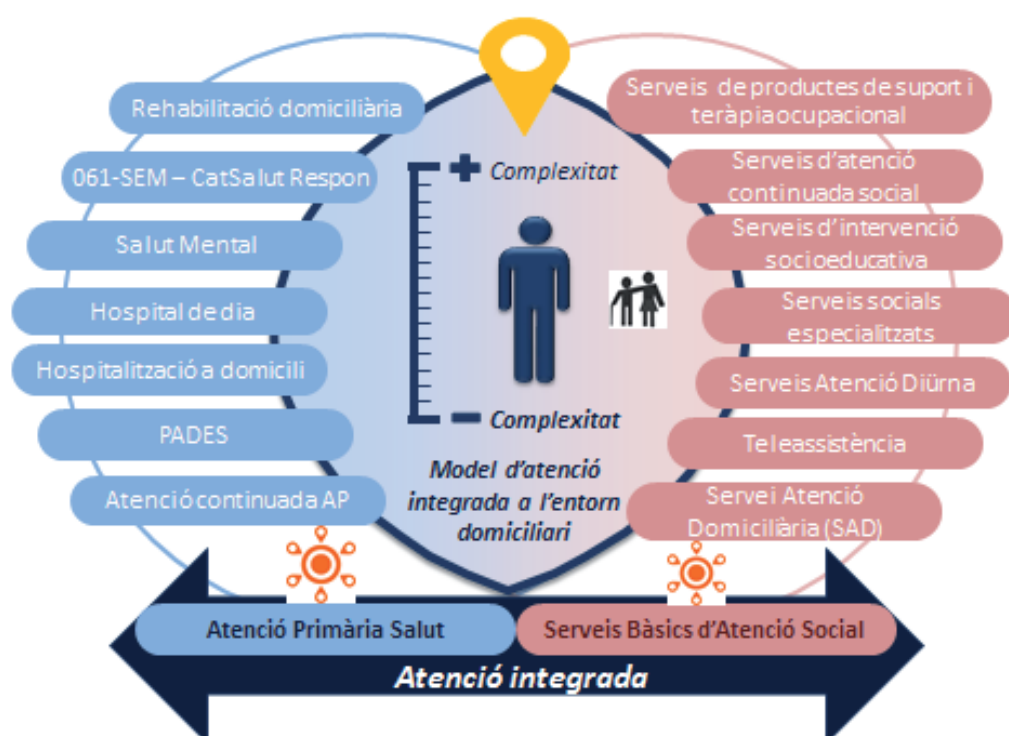 Rehabilitació domiciliària
061-SEM – CatSalut Respon
Salut Mental
Hospital de dia
Hospitalització a domicili
PADES
Atenció continuada AP
+ Complexitat
− Complexitat
Model d'atenció
integrada a l'entorn
domiciliari
Serveis de productes de suport i
teràpia ocupacional
Serveis d'atenció
continuada social
Serveis d'intervenció
socioeducativa
Serveis socials
especialitzats
Serveis Atenció Diürna
Teleassistència
Servei Atenció
Domiciliària (SAD)
Atenció Primària Salut
Serveis Bàsics d'Atenció Social
Atenció integrada